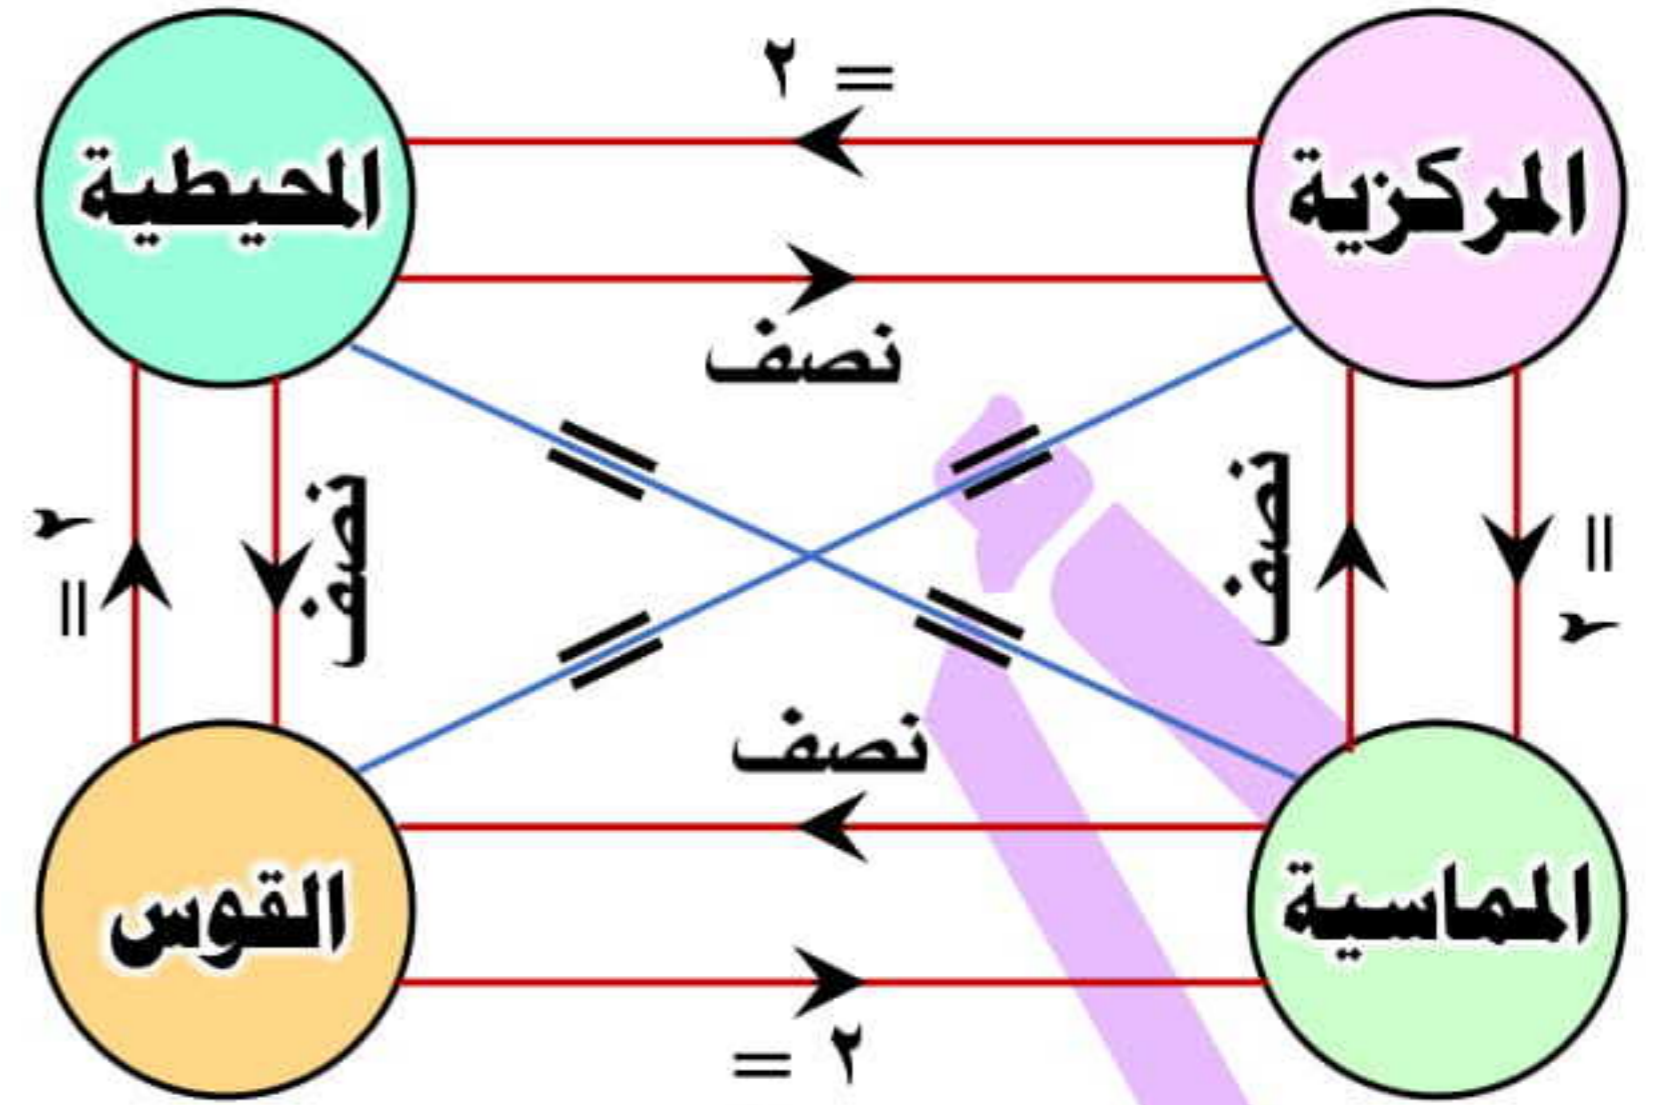 = ٢
المركزية
المحيطية
نصف
نصف
= ٢
نصف
= ٢
نصف
المماسية
القوس
= ٢